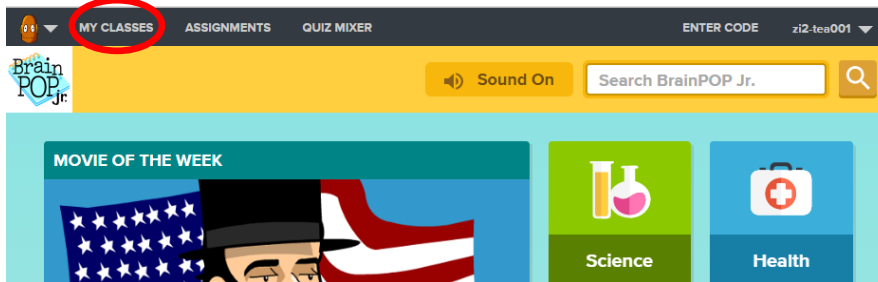 MY CLASSES ASSIGNMENTS QUIZ MIXER ENTER CODE zi2-tea001
Brain
POP
Jr.
Sound On Search BrainPOP Jr.
MOVIE OF THE WEEK
Science Health